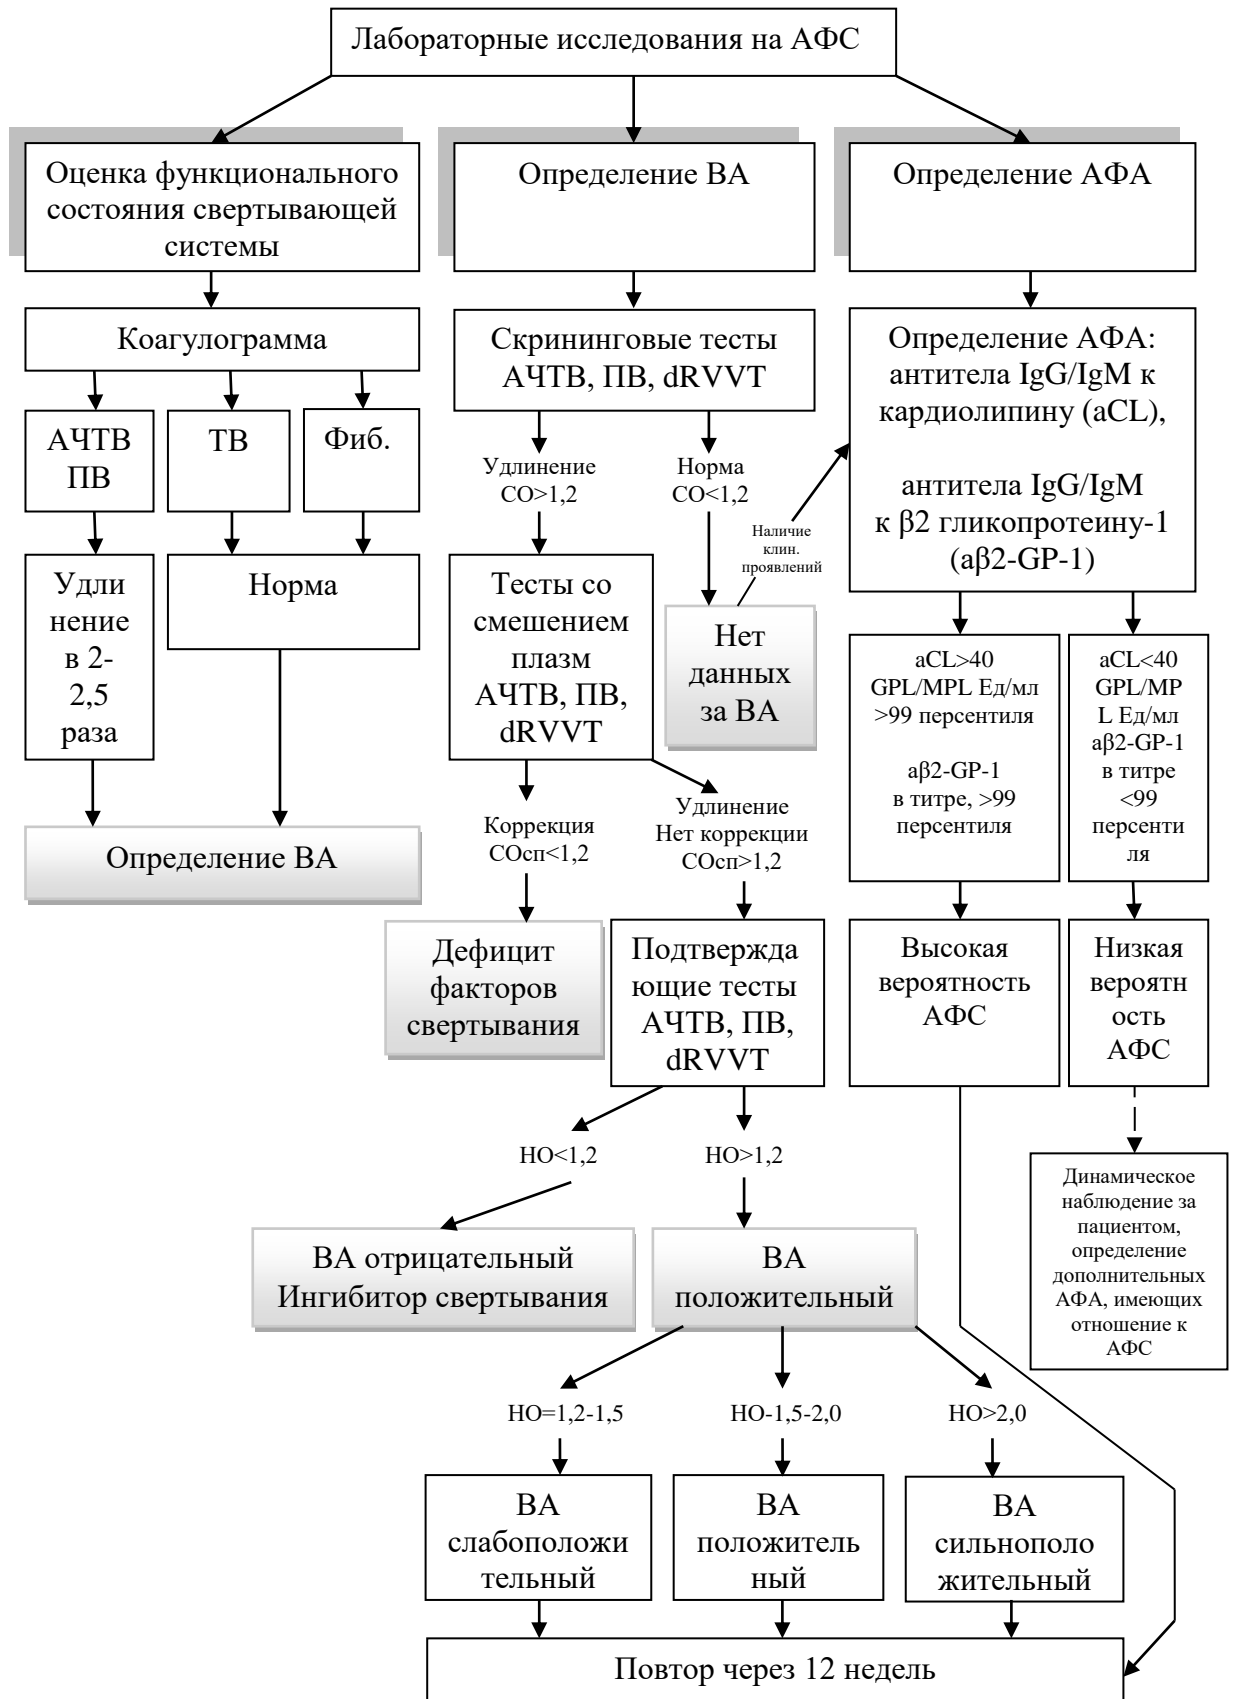 Лабораторные исследования на АФС
Оценка функционального
состояния свертывающей
системы
Определение ВА
Определение АФА
Коагулограмма
АЧТВ
ПВ
ТВ
Фиб.
Удли
нение
в 2-
2,5
раза
Норма
Определение ВА
Скрининговые тесты
АЧТВ, ПВ, dRVVT
Удлинение
СО>1,2
Норма
СО<1,2
Наличие
клин.
проявлений
Тесты со
смешением
плазм
АЧТВ, ПВ,
dRVVT
Нет
данных
за ВА
Коррекция
СОсп<1,2
Удлинение
Нет коррекции
СОсп>1,2
Дефицит
факторов
свертывания
Подтвержда
ющие тесты
АЧТВ, ПВ,
dRVVT
НО<1,2
НО>1,2
ВА отрицательный
Ингибитор свертывания
ВА
положительный
НО=1,2-1,5
НО-1,5-2,0
НО>2,0
ВА
слабоположи
тельный
ВА
положитель
ный
ВА
сильнополо
жительный
Повтор через 12 недель
Определение АФА:
антитела IgG/IgM к
кардиолипину (aCL),
антитела IgG/IgM
к β2 гликопротеину-1
(aβ2-GP-1)
aCL>40
GPL/MPL Ед/мл
>99 персентиля
aβ2-GP-1
в титре, >99
персентиля
aCL<40
GPL/MP
L Ед/мл
aβ2-GP-1
в титре
<99
персенти
ля
Высокая
вероятность
АФС
Низкая
вероятн
ость
АФС
Динамическое
наблюдение за
пациентом,
определение
дополнительных
АФА, имеющих
отношение к
АФС